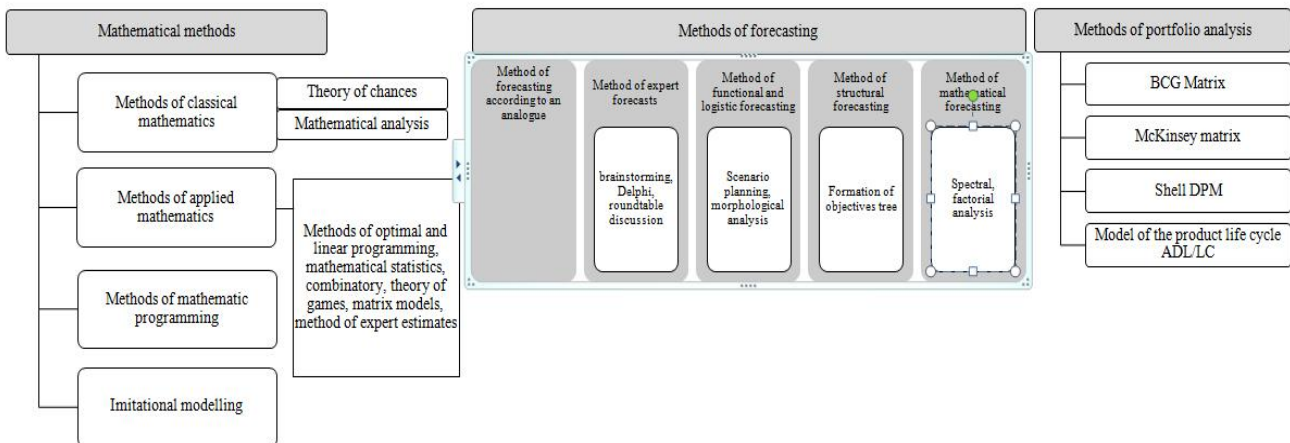 Mathematical methods
Methods of classical
mathematics
Theory of chances
Mathematical analysis
Methods of applied
mathematics
Methods of optimal and
linear programming,
mathematical statistics,
combinatory, theory of
games, matrix models,
method of expert estimates
Methods of mathematic
programming
Imitational modelling
Methods of forecasting
Method of
forecasting
according to an
analogue
Method of expert
forecasts
brainstorming,
Delphi,
roundtable
discussion
Method of
functional and
logistic forecasting
Scenario
planning,
morphological
analysis
Method of
structural
forecasting
Formation of
objectives tree
Method of
mathematical
forecasting
Spectral,
factorial
analysis
Methods of portfolio analysis
BCG Matrix
McKinsey matrix
Shell DPM
Model of the product life cycle
ADL/LC